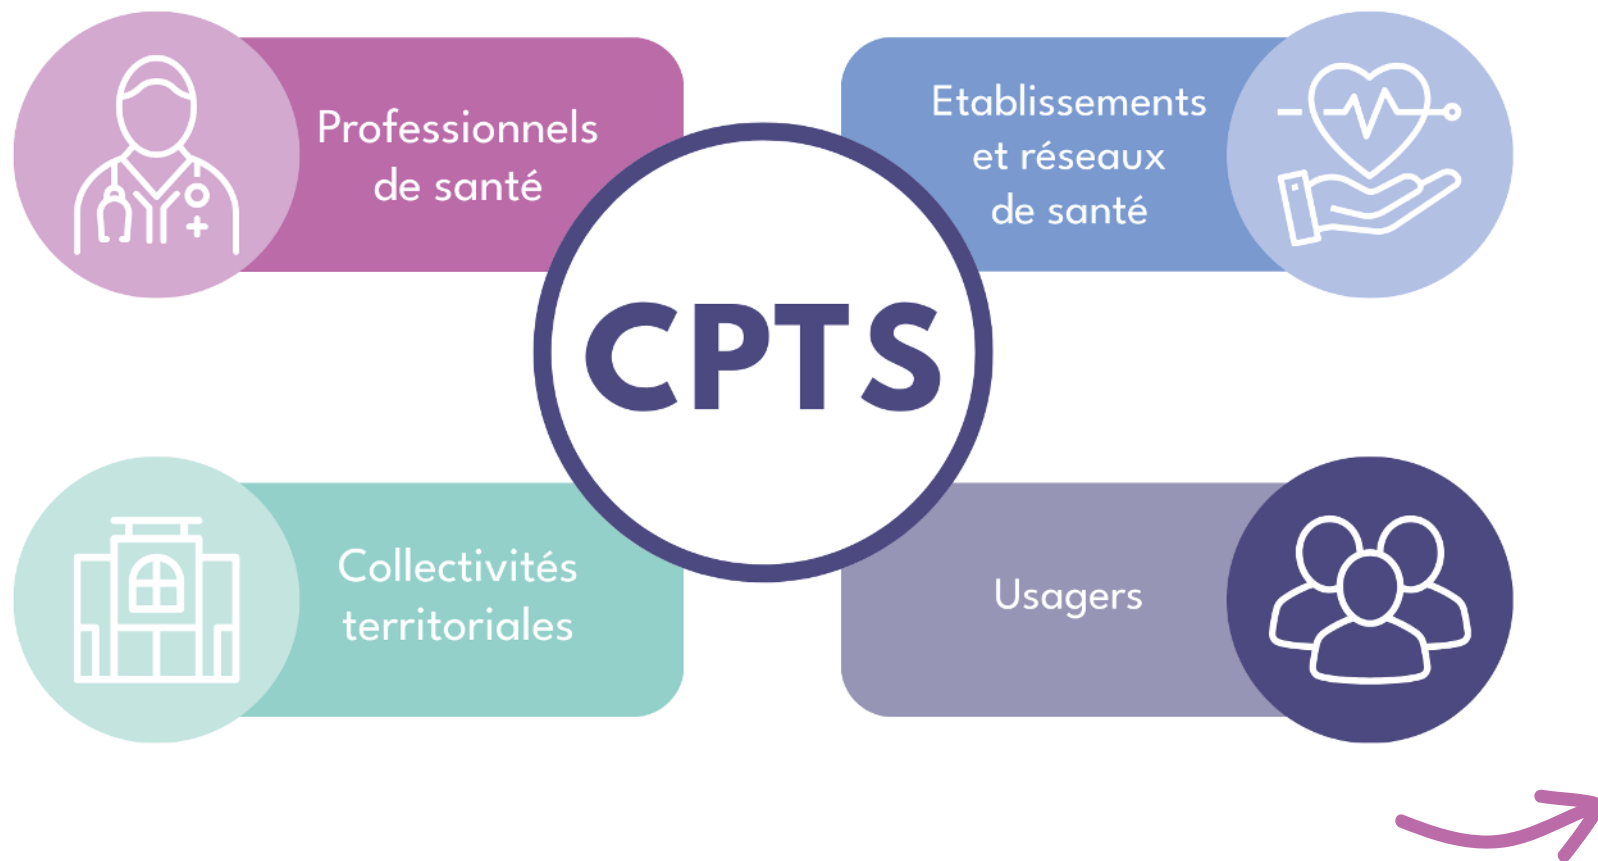 Professionnels
de santé
Etablissements
et réseaux
de santé
CPTS
Collectivités
territoriales
Usagers